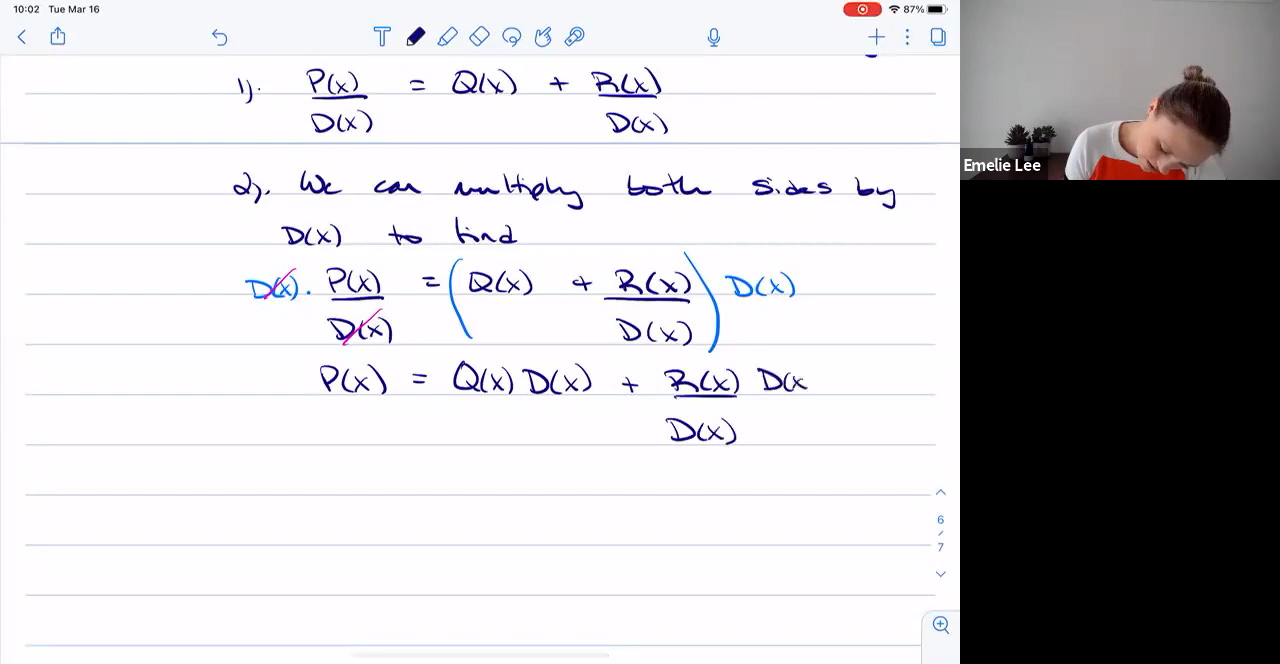 10:02 Tue Mar 16
87%
T
1). P(x)/D(x) = Q(x) + R(x)/D(x)
Emelie Lee
2). We can multiply both sides by
D(x) to find
D(x) · P(x)/D(x) = (Q(x) + R(x)/D(x)) D(x)
P(x) = Q(x) D(x) + R(x)/D(x) D(x
6/7